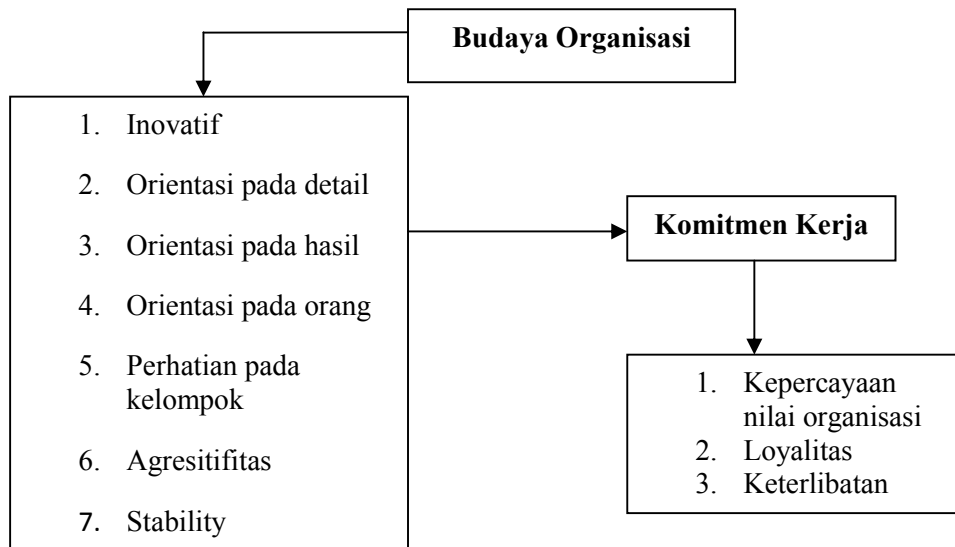 Budaya Organisasi
1. Inovatif
2. Orientasi pada detail
3. Orientasi pada hasil
4. Orientasi pada orang
5. Perhatian pada
kelompok
6. Agresitifitas
7. Stability
Komitmen Kerja
1. Kepercayaan
nilai organisasi
2. Loyalitas
3. Keterlibatan